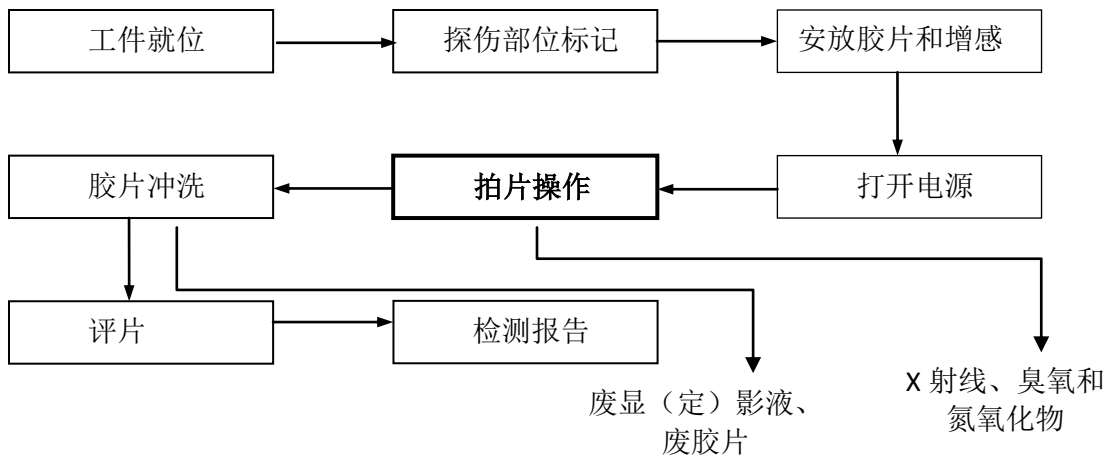 工件就位
探伤部位标记
安放胶片和增感
胶片冲洗
拍片操作
打开电源
评片
检测报告
废显（定）影液、
废胶片
X 射线、臭氧和
氮氧化物